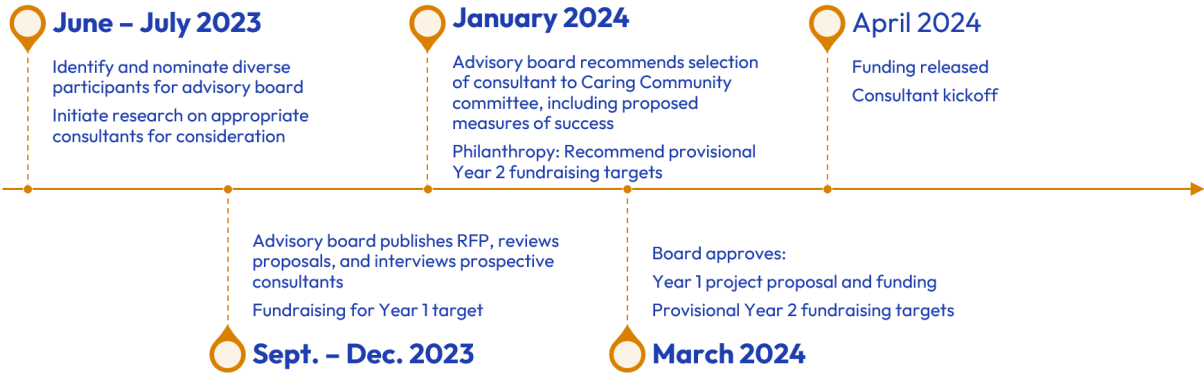 June – July 2023
Identify and nominate diverse
participants for advisory board
Initiate research on appropriate
consultants for consideration
January 2024
Advisory board recommends selection
of consultant to Caring Community
committee, including proposed
measures of success
Philanthropy: Recommend provisional
Year 2 fundraising targets
April 2024
Funding released
Consultant kickoff
Advisory board publishes RFP, reviews
proposals, and interviews prospective
consultants
Fundraising for Year 1 target
Sept. – Dec. 2023
Board approves:
Year 1 project proposal and funding
Provisional Year 2 fundraising targets
March 2024